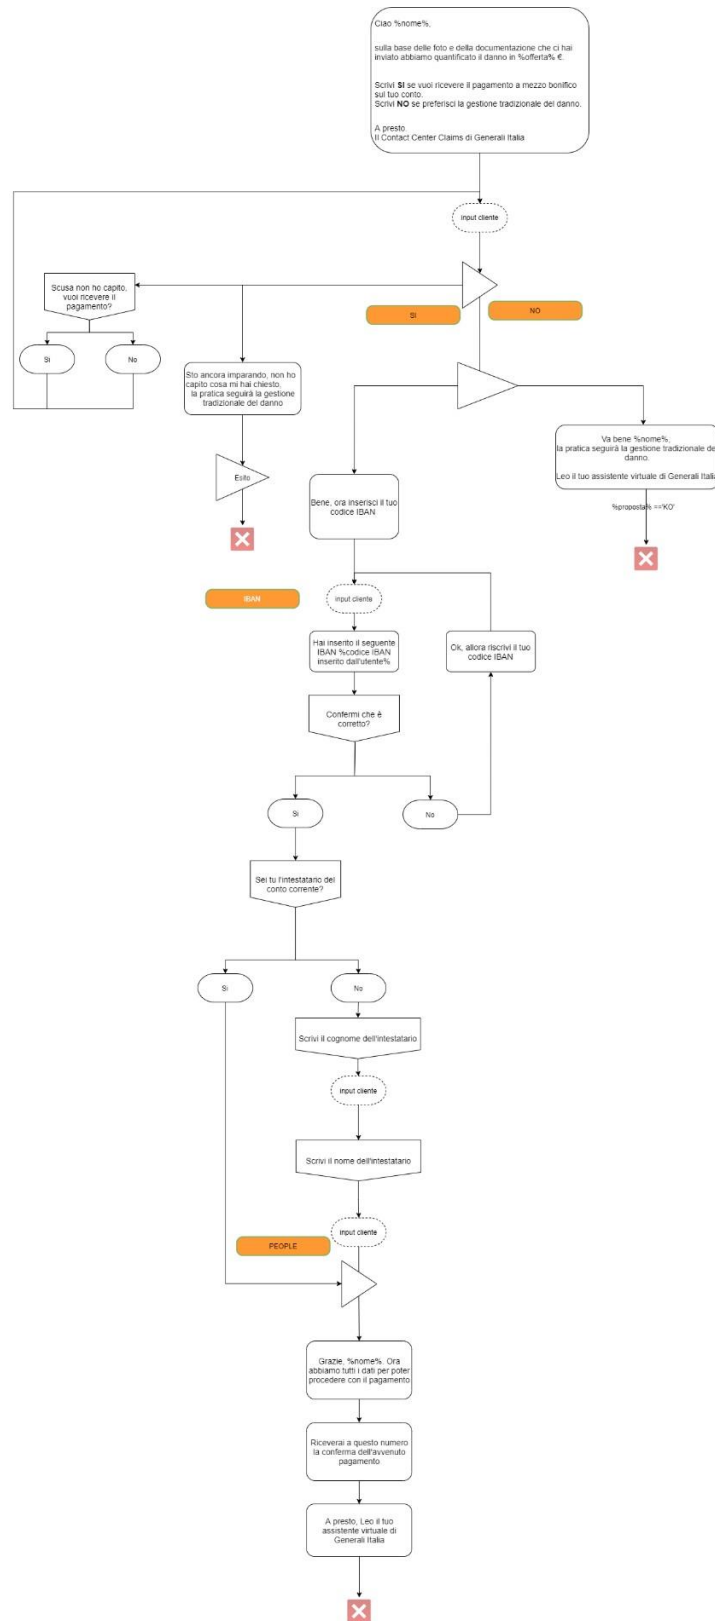 Ciao %nome%,
sulla base delle foto e della documentazione che ci hai
inviato abbiamo quantificato il danno in %offerta% €.
Scrivi SI se vuoi ricevere il pagamento a mezzo bonifico
sul tuo conto.
Scrivi NO se preferisci la gestione tradizionale del danno.
A presto
Il Contact Center Claims di Generali Italia
input cliente
Scusa non ho capito,
vuoi ricevere il
pagamento?
SI
NO
Si
No
Sto ancora imparando, non ho
capito cosa mi hai chiesto,
la pratica seguirà la gestione
tradizionale del danno
Esito
Va bene %nome%,
la pratica seguirà la gestione tradizionale del
danno.
Leo il tuo assistente virtuale di Generali Italia
%proposta% =='KO'
Bene, ora inserisci il tuo
codice IBAN
IBAN
input cliente
Hai inserito il seguente
IBAN %codice IBAN
inserito dall'utente%
Ok, allora riscrivi il tuo
codice IBAN
Confermi che è
corretto?
Si
No
Sei tu l'intestatario del
conto corrente?
Si
No
Scrivi il cognome dell'intestatario
input cliente
Scrivi il nome dell'intestatario
input cliente
PEOPLE
Grazie, %nome%. Ora
abbiamo tutti i dati per poter
procedere con il pagamento
Riceverai a questo numero
la conferma dell'avvenuto
pagamento
A presto, Leo il tuo
assistente virtuale di
Generali Italia